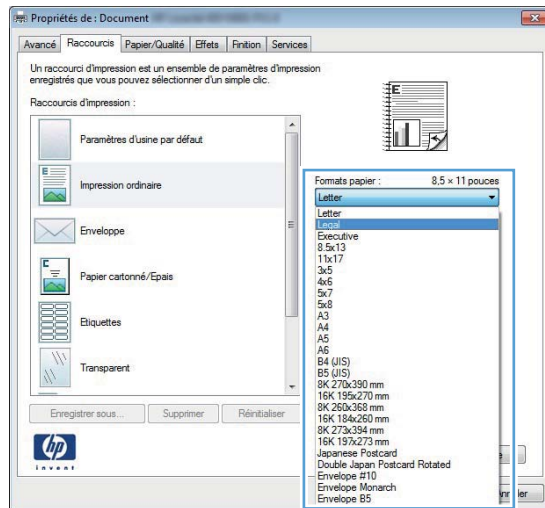 Propriétés de : Document
Avancé Raccourcis Papier/Qualité Effets Finition Services
Un raccourci d'impression est un ensemble de paramètres d'impression
enregistrés que vous pouvez sélectionner d'un simple clic.
Raccourcis d'impression :
Paramètres d'usine par défaut
Impression ordinaire
Enveloppe
Papier cartonné/Epais
Etiquettes
Transparent
Enregistrer sous... Supprimer Réinitialiser
hp
invent
E
Formats papier : 8,5 × 11 pouces
Letter
Letter
Legal
Executive
8.5x13
11x17
3x5
4x6
5x7
5x8
A3
A4
A5
A6
B4 (JIS)
B5 (JIS)
8K 270x390 mm
16K 195x270 mm
8K 260x368 mm
16K 184x260 mm
8K 273x394 mm
16K 197x273 mm
Japanese Postcard
Double Japan Postcard Rotated
Envelope #10
Envelope Monarch
Envelope B5